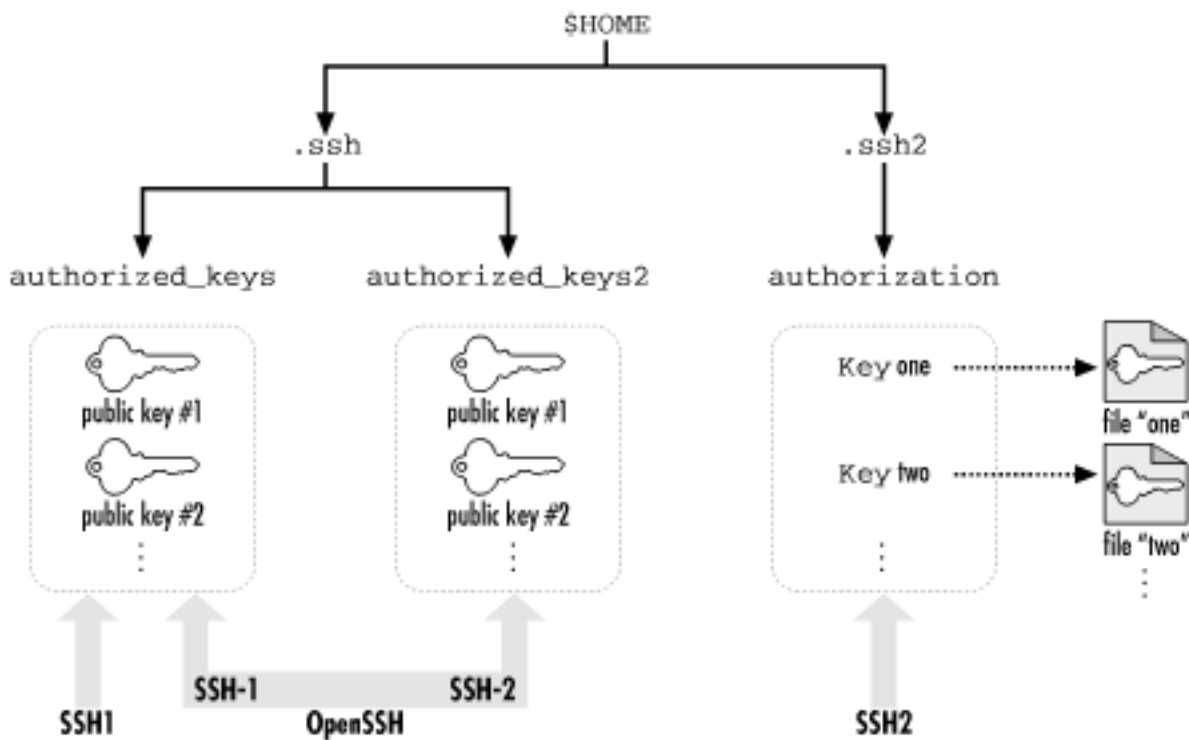 $HOME
.ssh .ssh2
authorized_keys authorized_keys2 authorization
Key one
public key #1 public key #1 file "one"
Key two
public key #2 public key #2 file "two"
SSH-1 SSH-2
SSH1 OpenSSH SSH2